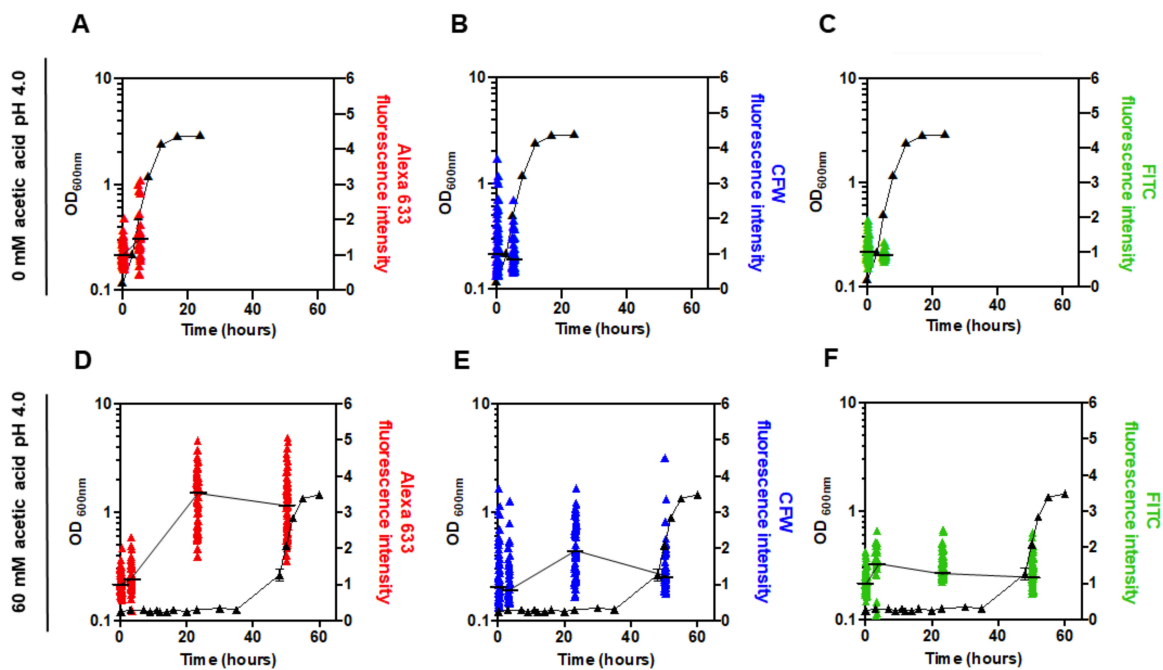 A
B
C
0 mM acetic acid pH 4.0
OD600nm
10
1
0.1
0
20
40
60
Time (hours)
6
5
4
3
2
1
0
Alexa 633
fluorescence intensity
OD600nm
10
1
0.1
0
20
40
60
Time (hours)
6
5
4
3
2
1
0
CFW
fluorescence intensity
OD600nm
10
1
0.1
0
20
40
60
Time (hours)
6
5
4
3
2
1
0
FITC
fluorescence intensity
D
E
F
60 mM acetic acid pH 4.0
OD600nm
10
1
0.1
0
20
40
60
Time (hours)
6
5
4
3
2
1
0
Alexa 633
fluorescence intensity
OD600nm
10
1
0.1
0
20
40
60
Time (hours)
6
5
4
3
2
1
0
CFW
fluorescence intensity
OD600nm
10
1
0.1
0
20
40
60
Time (hours)
6
5
4
3
2
1
0
FITC
fluorescence intensity